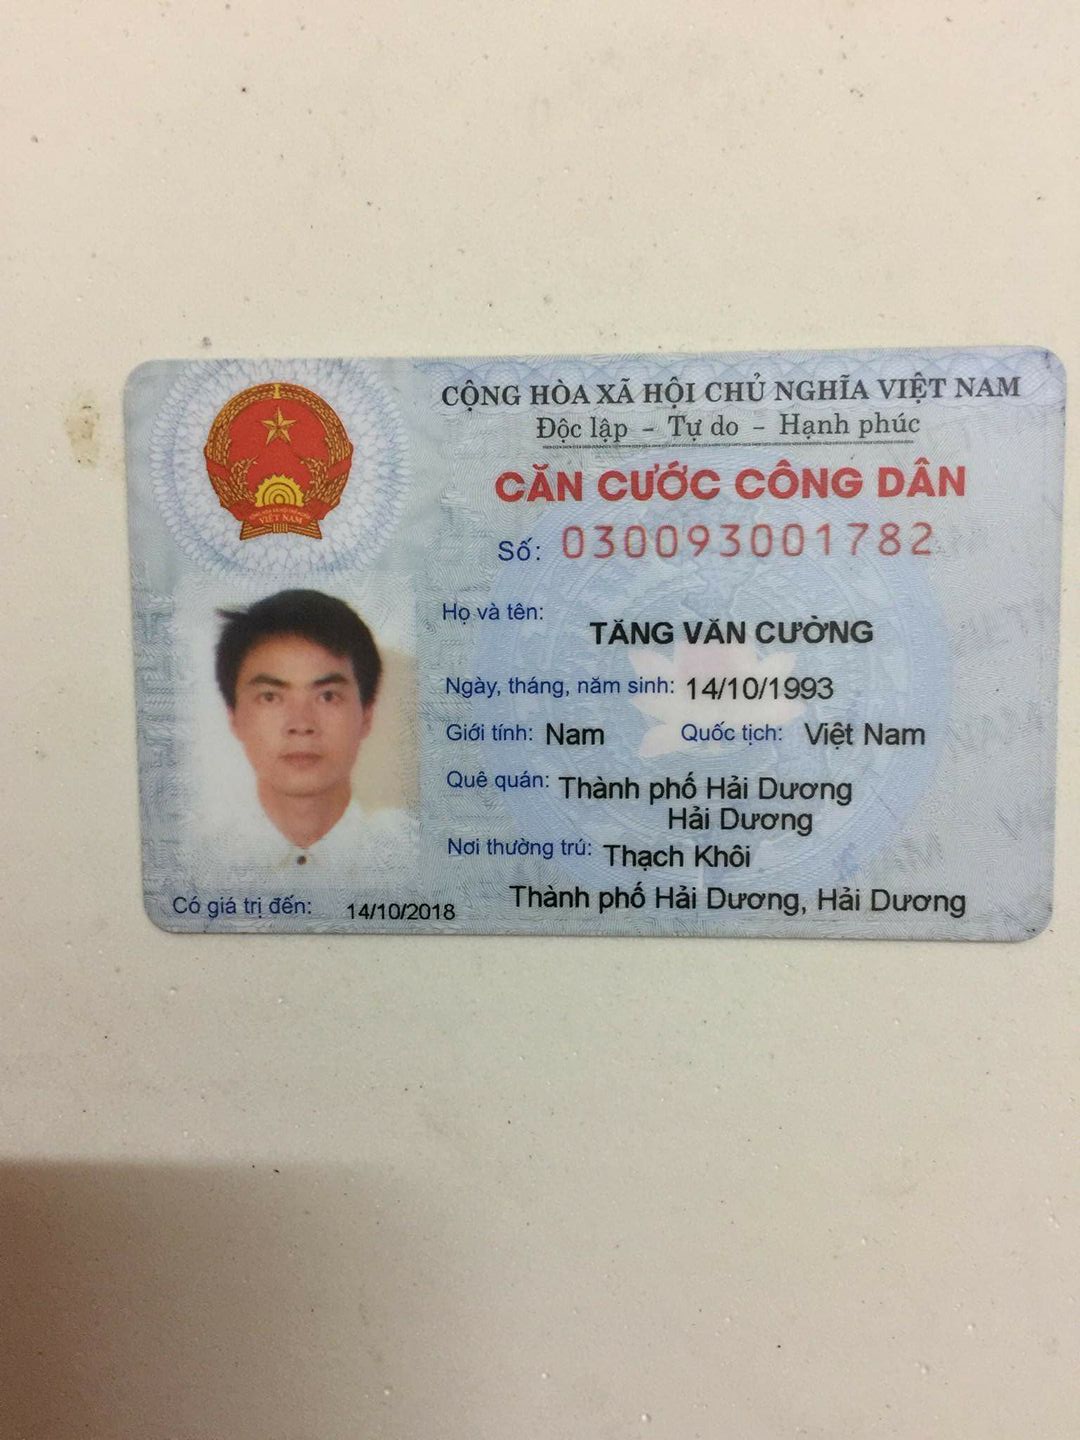 CỘNG HÒA XÃ HỘI CHỦ NGHĨA VIỆT NAM
Độc lập - Tự do - Hạnh phúc
CĂN CƯỚC CÔNG DÂN
Số: 030093001782
Họ và tên: TĂNG VĂN CƯỜNG
Ngày, tháng, năm sinh: 14/10/1993
Giới tính: Nam Quốc tịch: Việt Nam
Quê quán: Thành phố Hải Dương
Hải Dương
Nơi thường trú: Thạch Khôi
Thành phố Hải Dương, Hải Dương
Có giá trị đến: 14/10/2018
VIỆT NAM